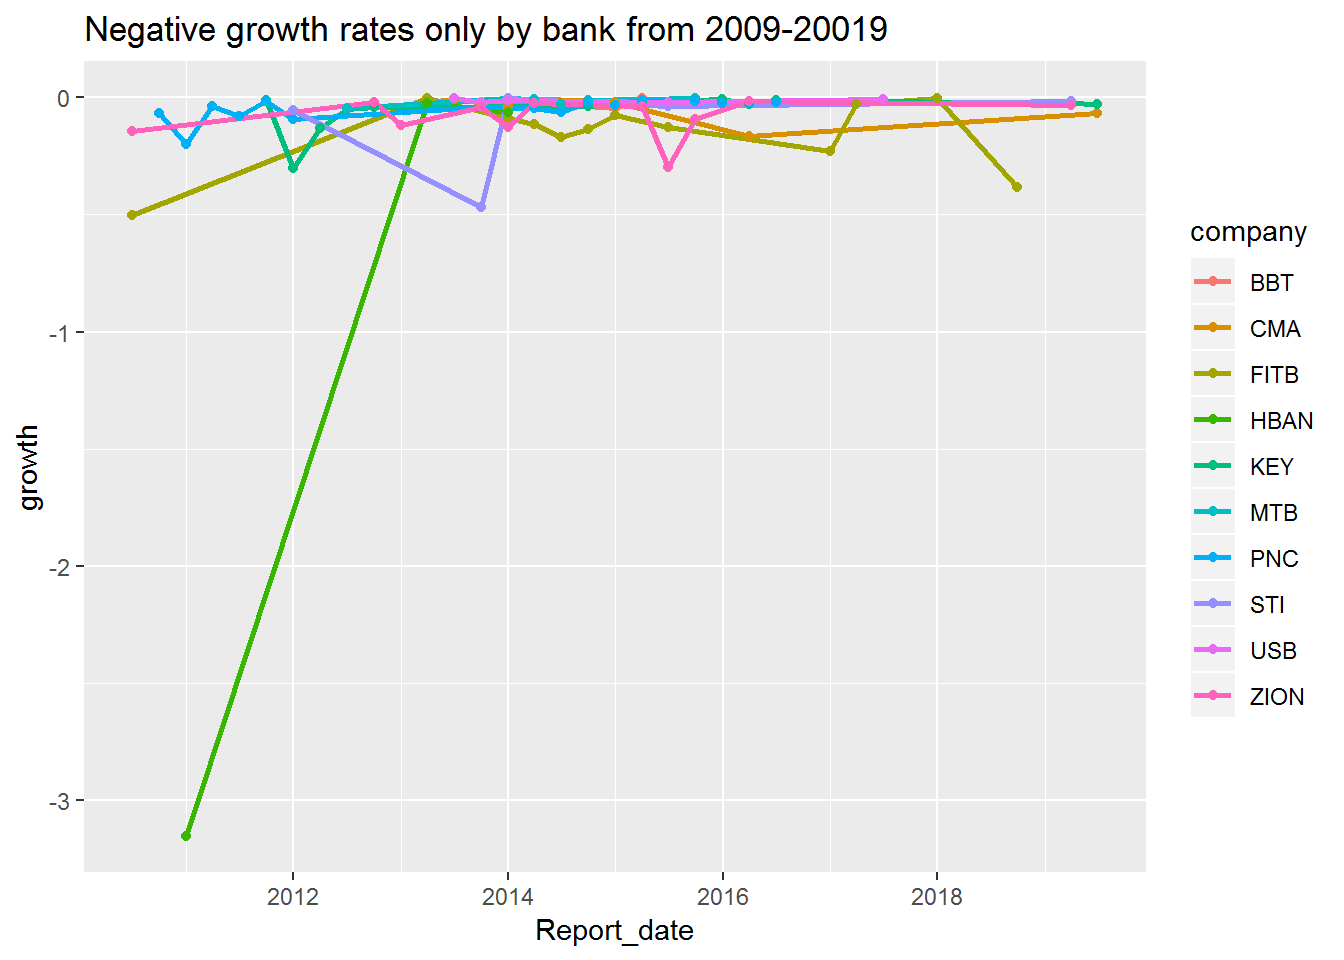 Negative growth rates only by bank from 2009-20019
0
-1
-2
-3
growth
2012
2014
2016
2018
Report_date
company
BBT
CMA
FITB
HBAN
KEY
MTB
PNC
STI
USB
ZION